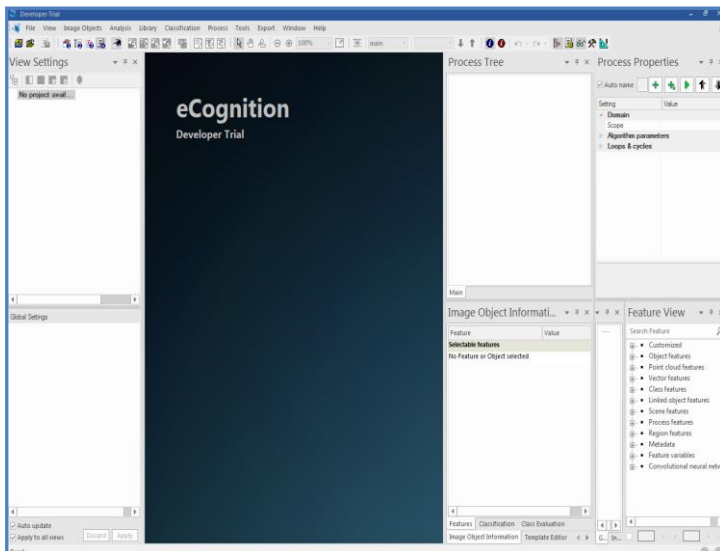 Developer Trial
File View Image Objects Analysis Library Classification Process Tools Export Window Help
100%
main
View Settings
No project avail...
Global Settings
Auto update
Apply to all views
Discard
Apply
eCognition
Developer Trial
Process Tree
Main
Process Properties
Auto name
Setting Value
Domain
Scope
Algorithm parameters
Loops & cycles
Image Object Informati...
Feature Value
Selectable features
No Feature or Object selected
Features Classification Class Evaluation
Image Object Information Template Editor
G... In...
Feature View
Search Feature
Customized
Object features
Point cloud features
Vector features
Class features
Linked object features
Scene features
Process features
Region features
Metadata
Feature variables
Convolutional neural netw